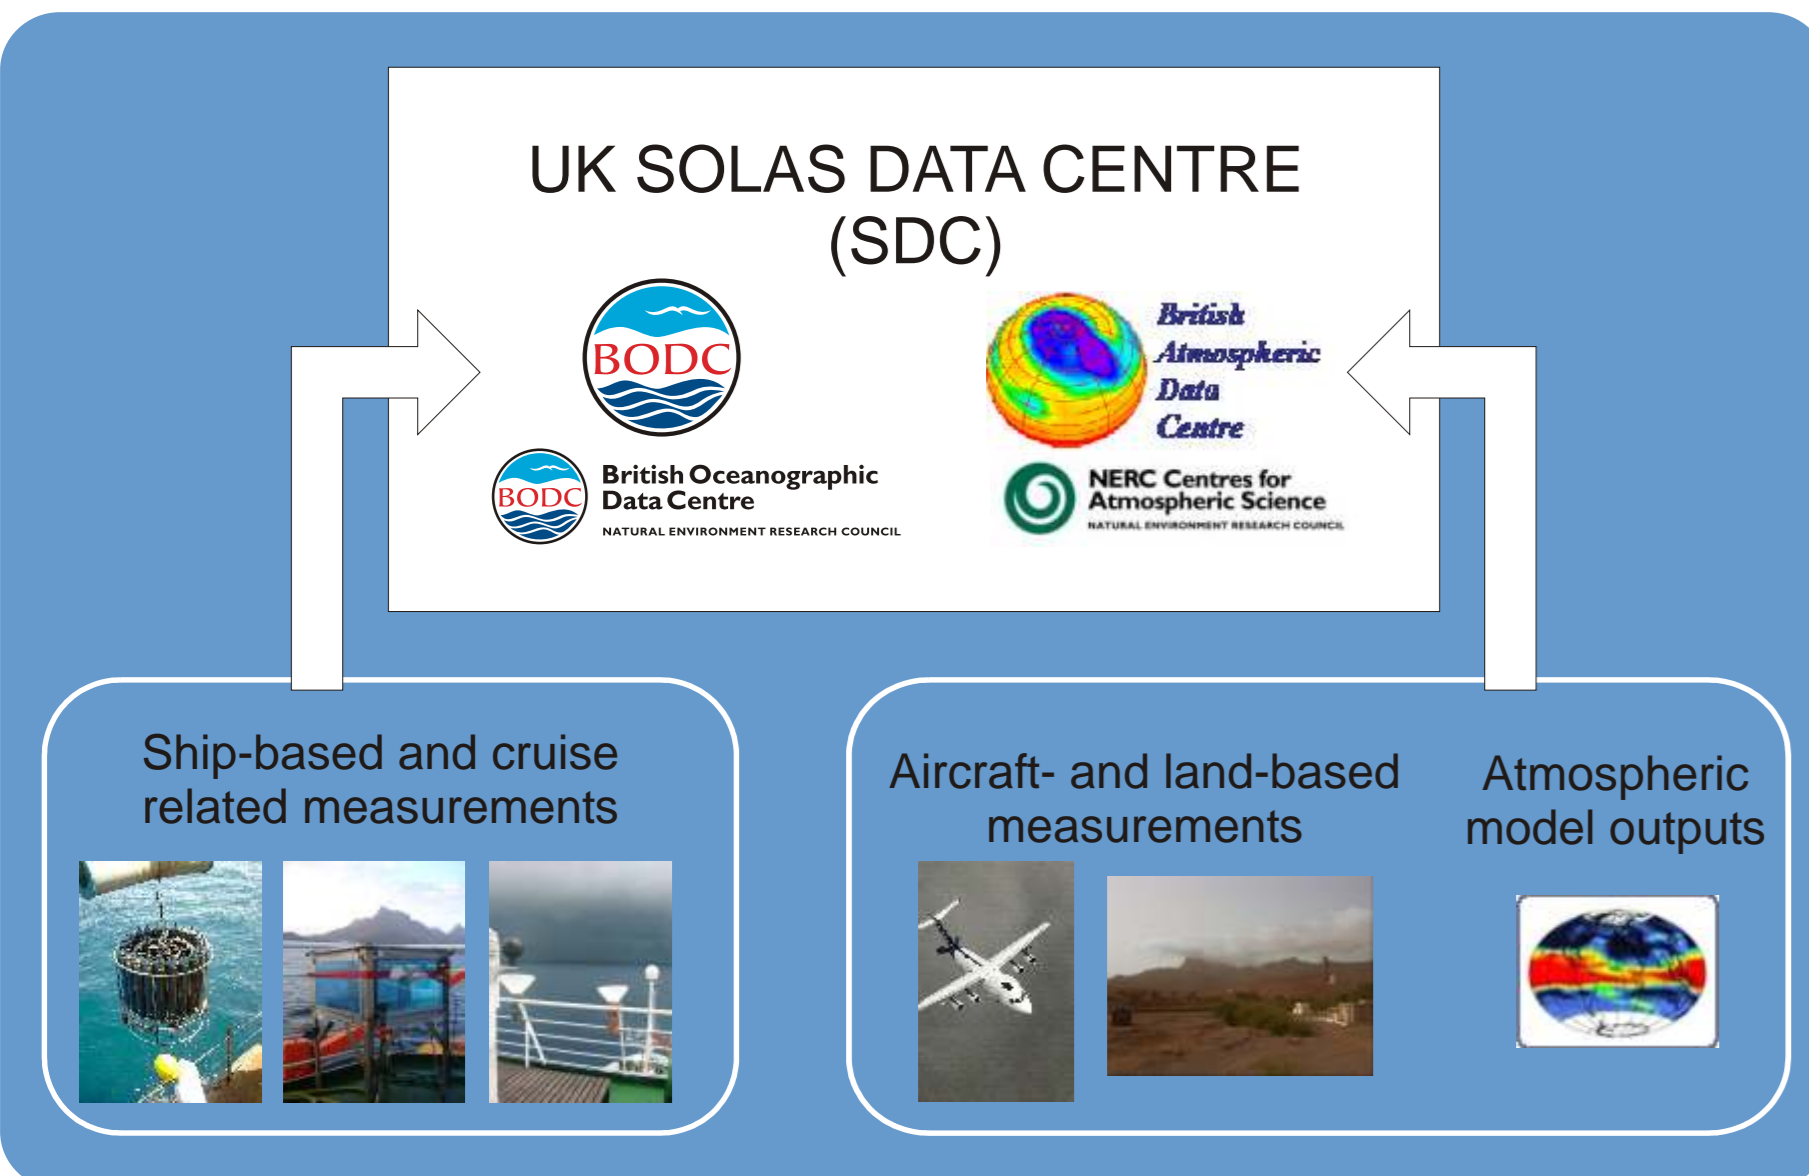 UK SOLAS DATA CENTRE
(SDC)
BODC
British
Atmospheric
Data
Centre
BODC
British Oceanographic
Data Centre
NATURAL ENVIRONMENT RESEARCH COUNCIL
NERC Centres for
Atmospheric Science
NATURAL ENVIRONMENT RESEARCH COUNCIL
Ship-based and cruise
related measurements
Aircraft- and land-based
measurements
Atmospheric
model outputs